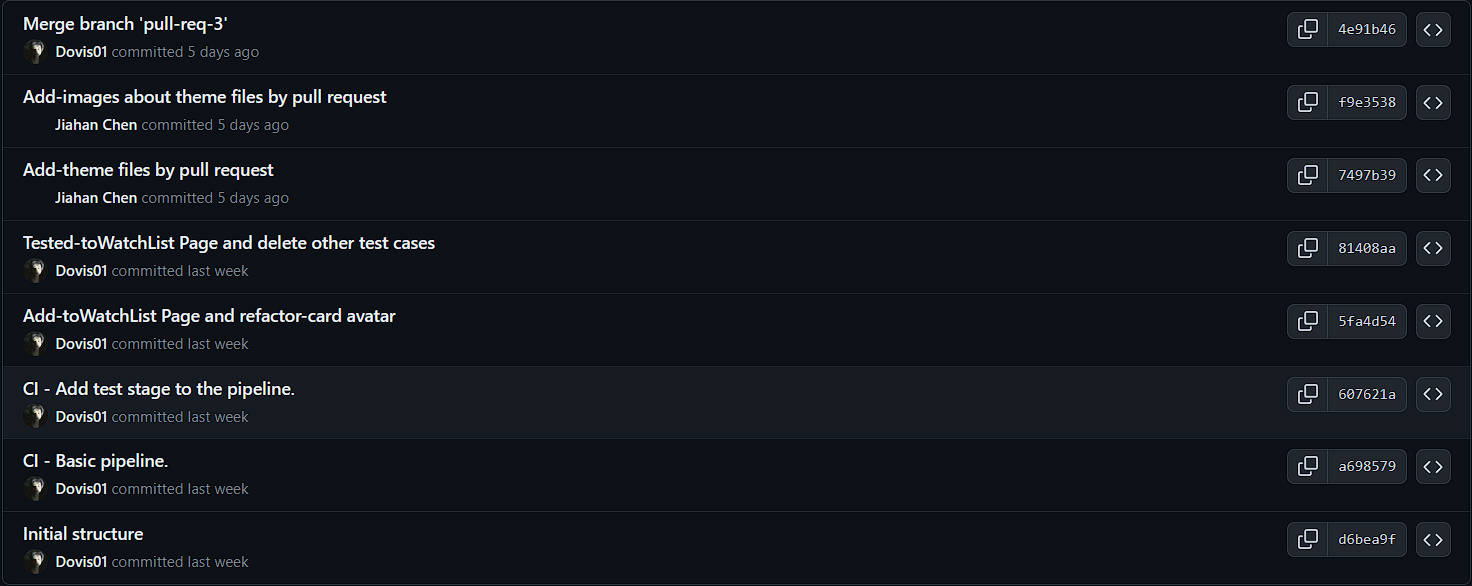 Merge branch 'pull-req-3'
4e91b46
Dovis01 committed 5 days ago
Add-images about theme files by pull request
f9e3538
Jiahan Chen committed 5 days ago
Add-theme files by pull request
7497b39
Jiahan Chen committed 5 days ago
Tested-toWatchList Page and delete other test cases
81408aa
Dovis01 committed last week
Add-toWatchList Page and refactor-card avatar
5fa4d54
Dovis01 committed last week
CI - Add test stage to the pipeline.
607621a
Dovis01 committed last week
CI - Basic pipeline.
a698579
Dovis01 committed last week
Initial structure
d6bea9f
Dovis01 committed last week